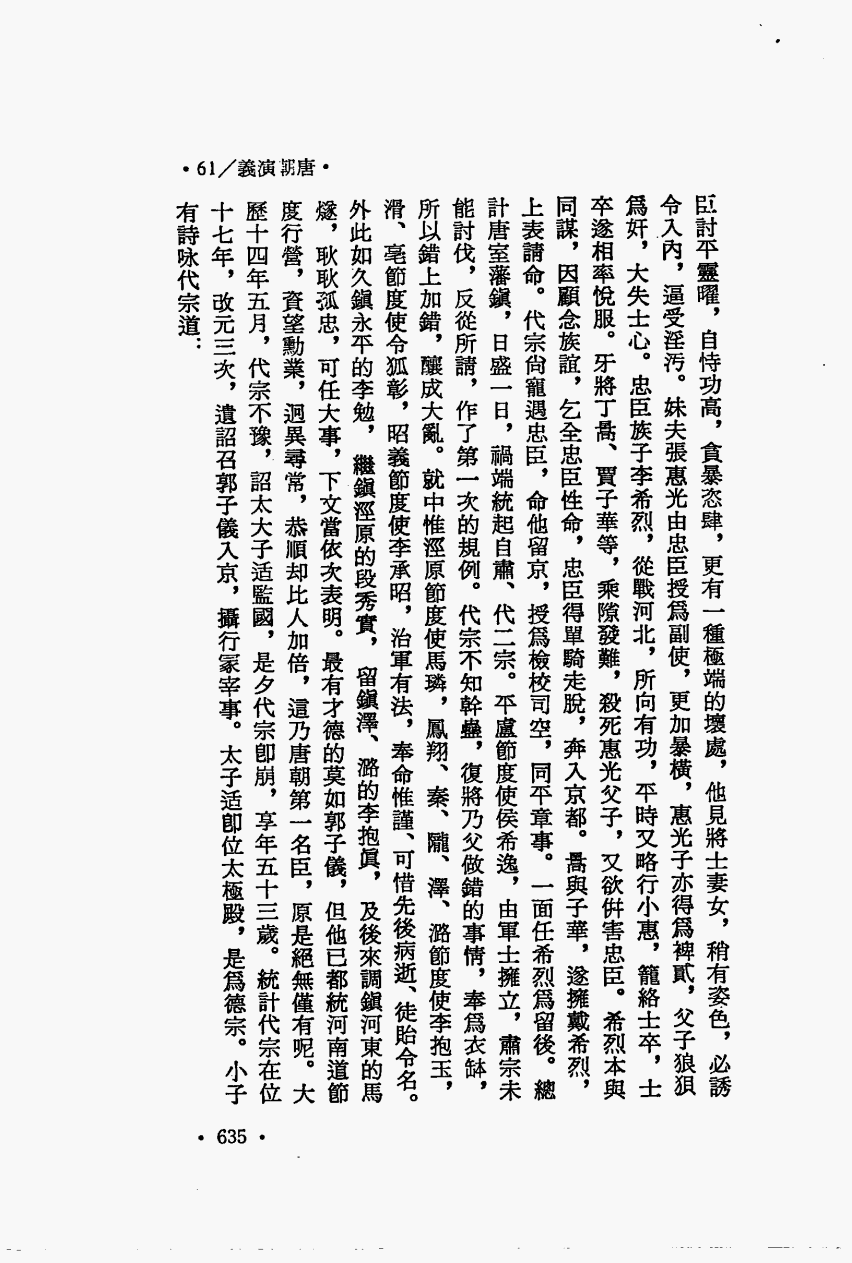 •61/義演朝唐•
臣討平靈曜，自恃功高，貪暴恣肆，更有一種極端的壞處，他見將士妻女，稍有姿色，必誘
令入內，逼受淫汚。妹夫張惠光由忠臣授爲副使，更加暴橫，惠光子亦得爲裨貳，父子狼狽
爲奸，大失士心。忠臣族子李希烈，從戰河北，所向有功，平時又略行小惠，籠絡士卒，士
卒遂相率悅服。牙將丁暠、賈子華等，乘隙發難，殺死惠光父子，又欲倂害忠臣。希烈本與
同謀，因顧念族誼，乞全忠臣性命，忠臣得單騎走脫，奔入京都。暠與子華，遂擁戴希烈，
上表請命。代宗尙寵遇忠臣，命他留京，授爲檢校司空，同平章事。一面任希烈爲留後。總
計唐室藩鎭，日盛一日，禍端統起自肅、代二宗。平盧節度使侯希逸，由軍士擁立，肅宗未
能討伐，反從所請，作了第一次的規例。代宗不知幹蠱，復將乃父做錯的事情，奉爲衣缽，
所以錯上加錯，釀成大亂。就中惟涇原節度使馬璘，鳳翔、秦、隴、澤、潞節度使李抱玉，
滑、亳節度使令狐彰，昭義節度使李承昭，治軍有法，奉命惟謹、可惜先後病逝、徒貽令名。
外此如久鎭永平的李勉，繼鎭涇原的段秀實，留鎭澤、潞的李抱眞，及後來調鎭河東的馬
燧，耿耿孤忠，可任大事，下文當依次表明。最有才德的莫如郭子儀，但他已都統河南道節
度行營，資望勳業，迥異尋常，恭順却比人加倍，這乃唐朝第一名臣，原是絕無僅有呢。大
歷十四年五月，代宗不豫，詔太大子适監國，是夕代宗卽崩，享年五十三歲。統計代宗在位
十七年，改元三次，遺詔召郭子儀入京，攝行冢宰事。太子适卽位太極殿，是爲德宗。小子
有詩咏代宗道：
•635•